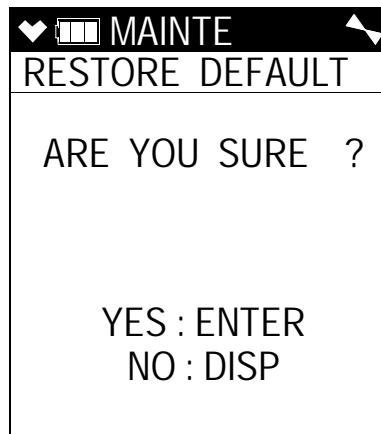 MAINTE
RESTORE DEFAULT
ARE YOU SURE ?
YES : ENTER
NO : DISP